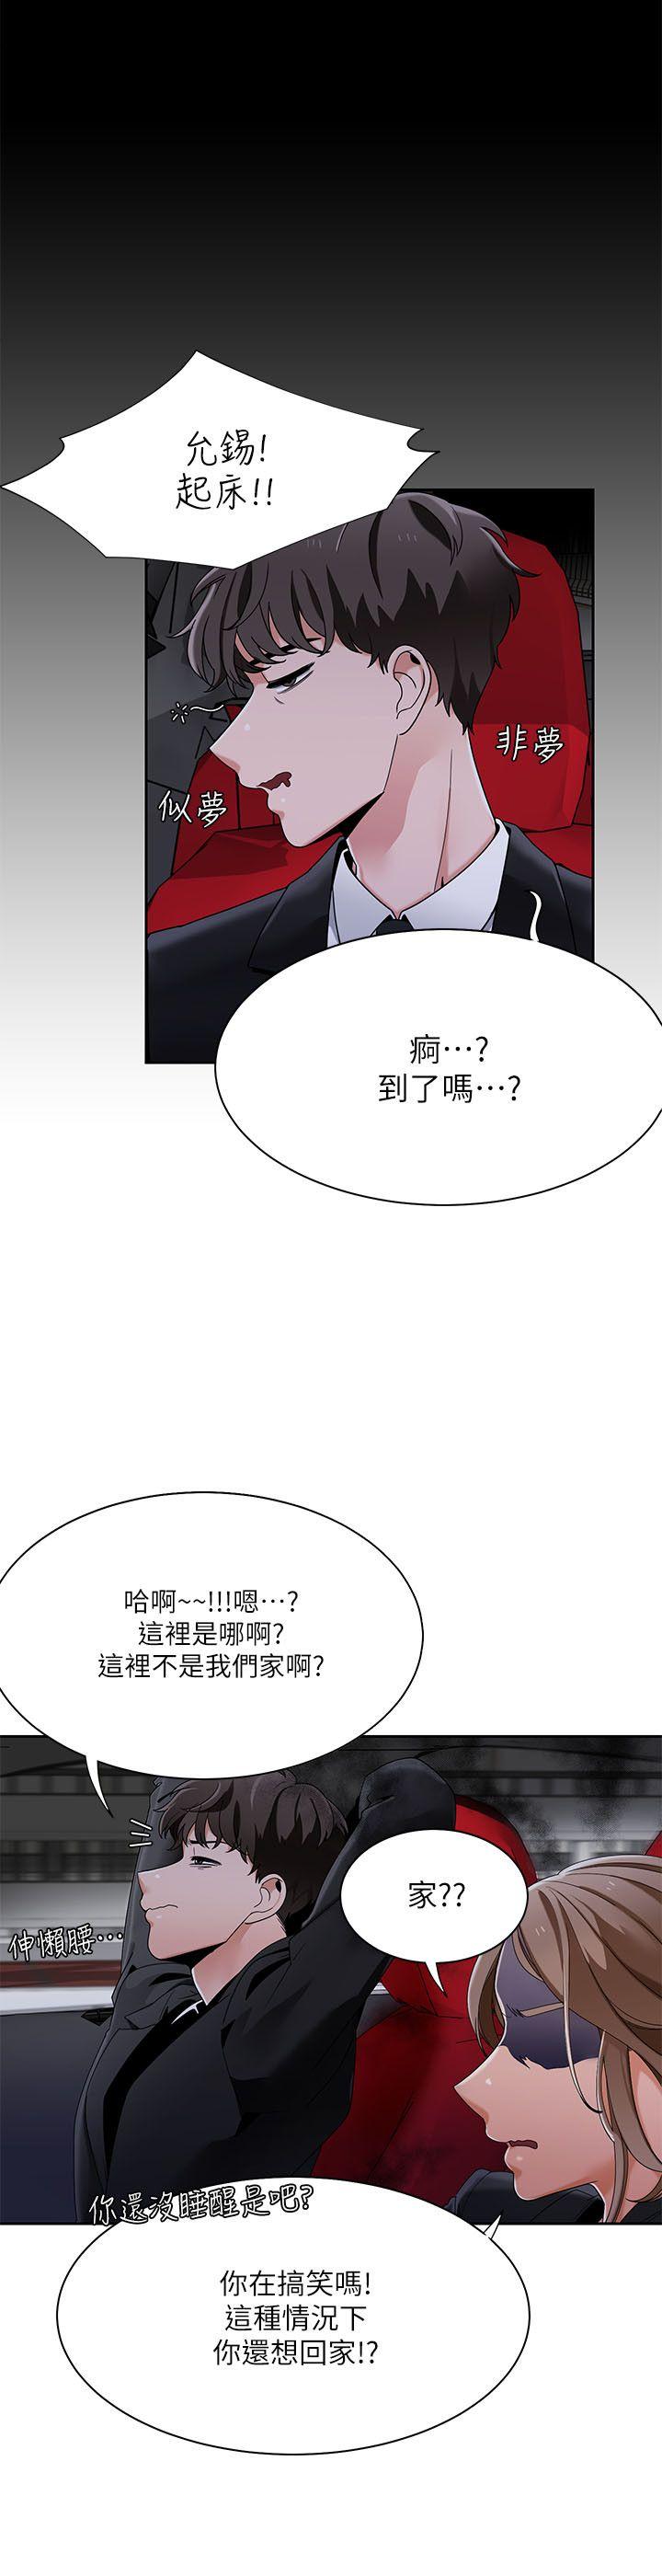 允錫!
起床!!
非夢
似夢
痾…?
到了嗎…?
哈啊~~!!!嗯…?
這裡是哪啊?
這裡不是我們家啊?
家??
伸懶腰…
你還沒睡醒是吧?
你在搞笑嗎!
這種情況下
你還想回家!?